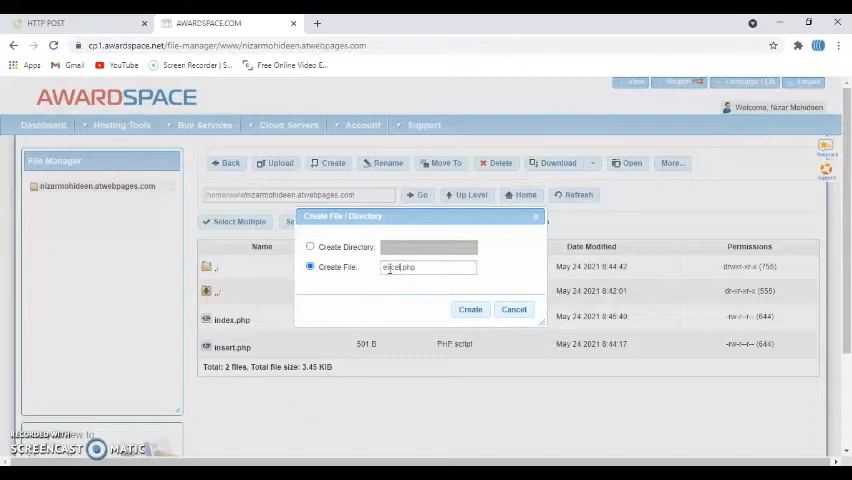 HTTP POST
AWARDSPACE.COM
cp1.awardspace.net/file-manager/www/nizarmohideen.atwebpages.com
Apps Gmail YouTube Screen Recorder | S... Free Online Video E...
AWARDSPACE
View
Welcome, Nizar Mohideen
Dashboard Hosting Tools Buy Services Cloud Servers Account Support
File Manager
nizarmohideen.atwebpages.com
Back Upload Create Rename Move To Delete Download Open More...
/home/www/nizarmohideen.atwebpages.com Go Up Level Home Refresh
Select Multiple
Create File / Directory
Create Directory:
Create File: excel.php
Create Cancel
Name Date Modified Permissions
./ May 24 2021 8:44:42 drwxr-xr-x (755)
../ May 24 2021 8:42:01 dr-xr-xr-x (555)
index.php May 24 2021 8:45:40 -rw-r--r-- (644)
insert.php 501 B PHP script May 24 2021 8:44:17 -rw-r--r-- (644)
Total: 2 files, Total file size: 3.45 KiB
feedback
support
RECORDED WITH
SCREENCAST MATIC